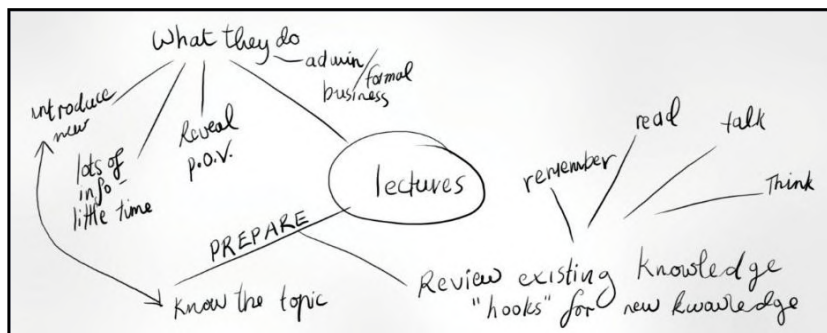 What they do
admin/formal
business
introduce
new
lots of
info -
little time
Reveal
p.o.v.
lectures
PREPARE
Know the topic
remember
read
talk
Think
Review existing Knowledge
"hooks" for new knowledge